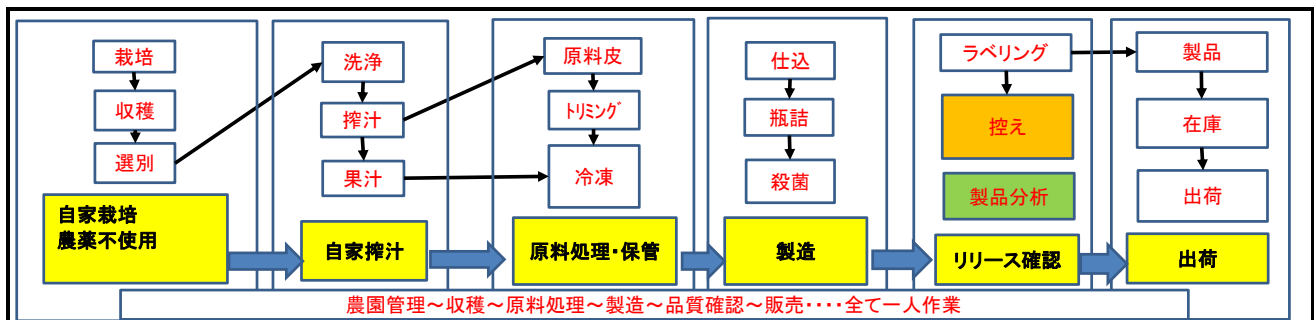 栽培
収穫
選別
自家栽培
農薬不使用
洗浄
搾汁
果汁
自家搾汁
原料皮
ﾄﾘﾐﾝｸﾞ
冷凍
原料処理・保管
仕込
瓶詰
殺菌
製造
ラベリング
控え
製品分析
リリース確認
製品
在庫
出荷
出荷
農園管理～収穫～原料処理～製造～品質確認～販売････全て一人作業